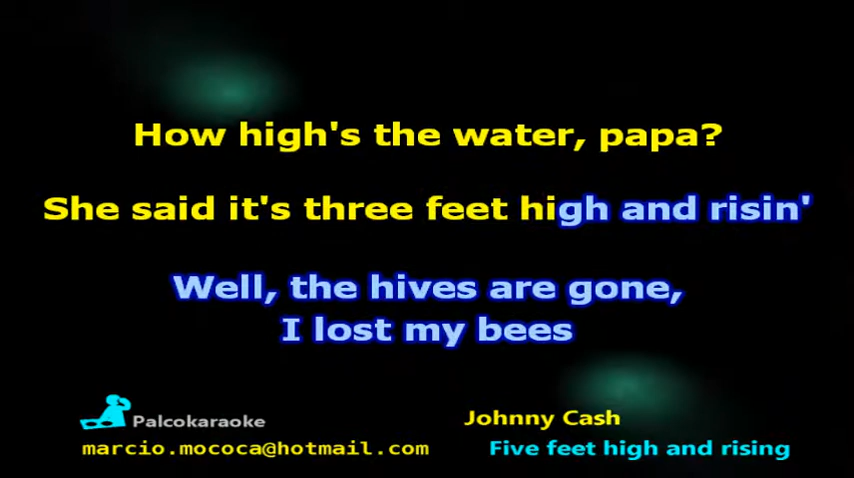 How high's the water, papa?
She said it's three feet high and risin'
Well, the hives are gone,
I lost my bees
Palcokaraoke
Johnny Cash
marcio.mococa@hotmail.com
Five feet high and rising